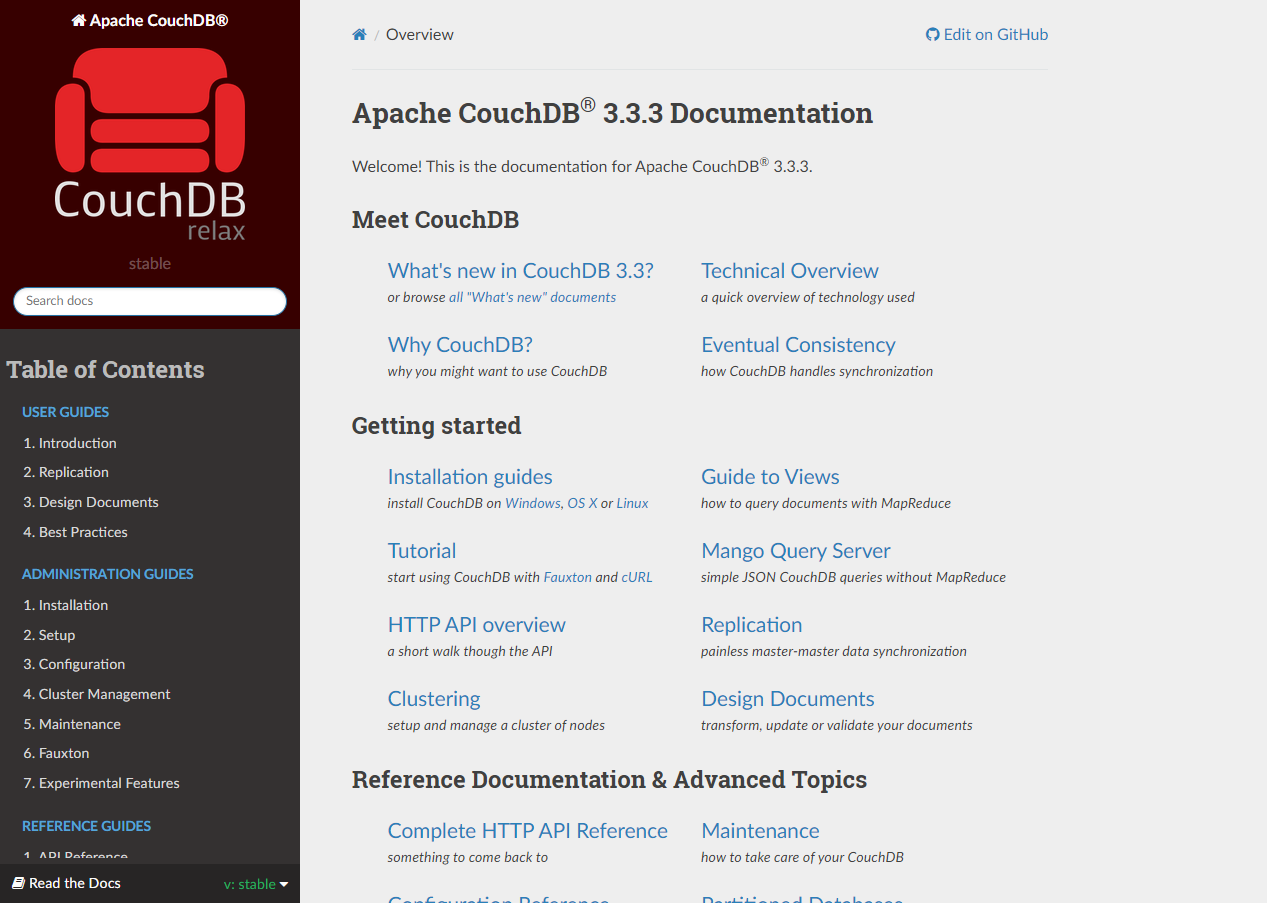 Apache CouchDB®
CouchDB
relax
stable
Search docs
Table of Contents
USER GUIDES
1. Introduction
2. Replication
3. Design Documents
4. Best Practices
ADMINISTRATION GUIDES
1. Installation
2. Setup
3. Configuration
4. Cluster Management
5. Maintenance
6. Fauxton
7. Experimental Features
REFERENCE GUIDES
1. API Reference
Read the Docs v: stable
/ Overview
Edit on GitHub
Apache CouchDB® 3.3.3 Documentation
Welcome! This is the documentation for Apache CouchDB® 3.3.3.
Meet CouchDB
What's new in CouchDB 3.3?
or browse all "What's new" documents
Why CouchDB?
why you might want to use CouchDB
Technical Overview
a quick overview of technology used
Eventual Consistency
how CouchDB handles synchronization
Getting started
Installation guides
install CouchDB on Windows, OS X or Linux
Tutorial
start using CouchDB with Fauxton and cURL
HTTP API overview
a short walk though the API
Clustering
setup and manage a cluster of nodes
Guide to Views
how to query documents with MapReduce
Mango Query Server
simple JSON CouchDB queries without MapReduce
Replication
painless master-master data synchronization
Design Documents
transform, update or validate your documents
Reference Documentation & Advanced Topics
Complete HTTP API Reference
something to come back to
Configuration Reference
Maintenance
how to take care of your CouchDB
Partitioned Databases